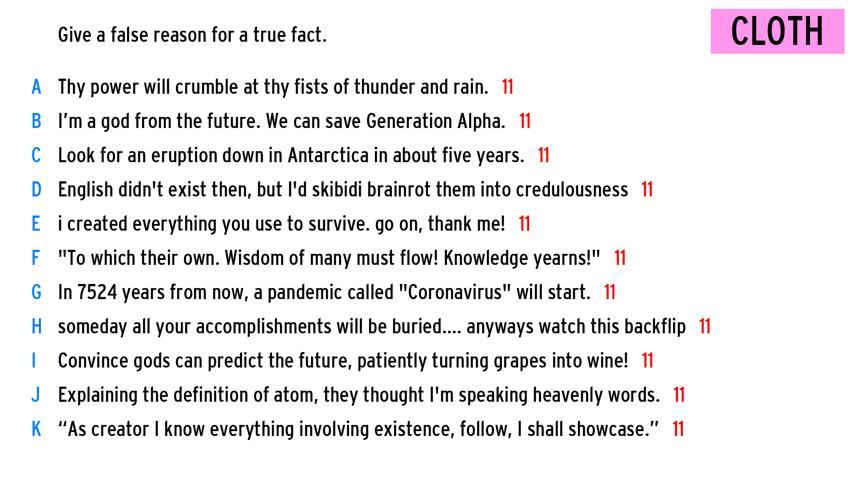 Give a false reason for a true fact.
CLOTH
A Thy power will crumble at thy fists of thunder and rain. 11
B I'm a god from the future. We can save Generation Alpha. 11
C Look for an eruption down in Antarctica in about five years. 11
D English didn't exist then, but I'd skibidi brainrot them into credulousness 11
E i created everything you use to survive. go on, thank me! 11
F "To which their own. Wisdom of many must flow! Knowledge yearns!" 11
G In 7524 years from now, a pandemic called "Coronavirus" will start. 11
H someday all your accomplishments will be buried.... anyways watch this backflip 11
I Convince gods can predict the future, patiently turning grapes into wine! 11
J Explaining the definition of atom, they thought I'm speaking heavenly words. 11
K “As creator I know everything involving existence, follow, I shall showcase.” 11